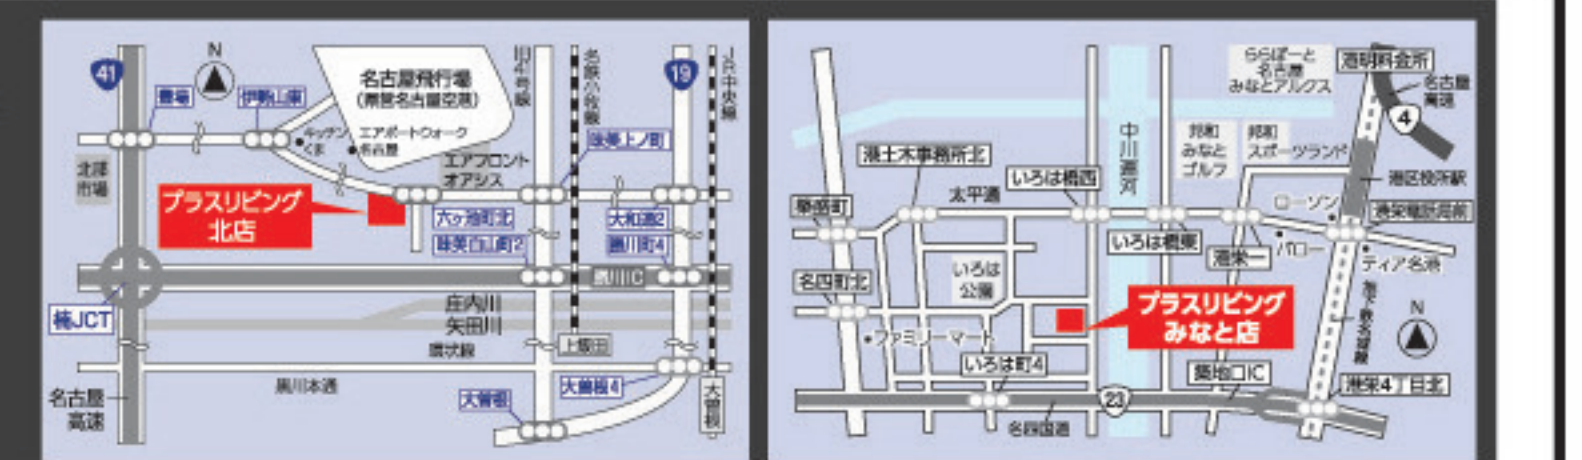 41
N
豊場
伊勢山東
名古屋飛行場
(県営名古屋空港)
キッチン
くま
エアポートウォーク
名古屋
エアフロント
オアシス
旧41号線
名鉄小牧線
19
JR中央線
味美上ノ町
北部
市場
プラスリビング
北店
六ヶ池町北
味美白山町2
大和通2
勝川町4
勝川IC
楠JCT
庄内川
矢田川
環状線
上飯田
黒川本通
名古屋
高速
大曽根
大曽根4
大曽根
ららぽーと
名古屋
みなとアルクス
港明料金所
名古屋
高速
4
中川運河
邦和
みなと
ゴルフ
邦和
スポーツランド
港土木事務所北
いろは橋西
太平通
港区役所駅
ローソン
いろは橋東
港栄一
バロー
ティア名港
名四町北
いろは
公園
プラスリビング
みなと店
ファミリーマート
いろは町4
築地口IC
N
港栄4丁目北
23
名四国道